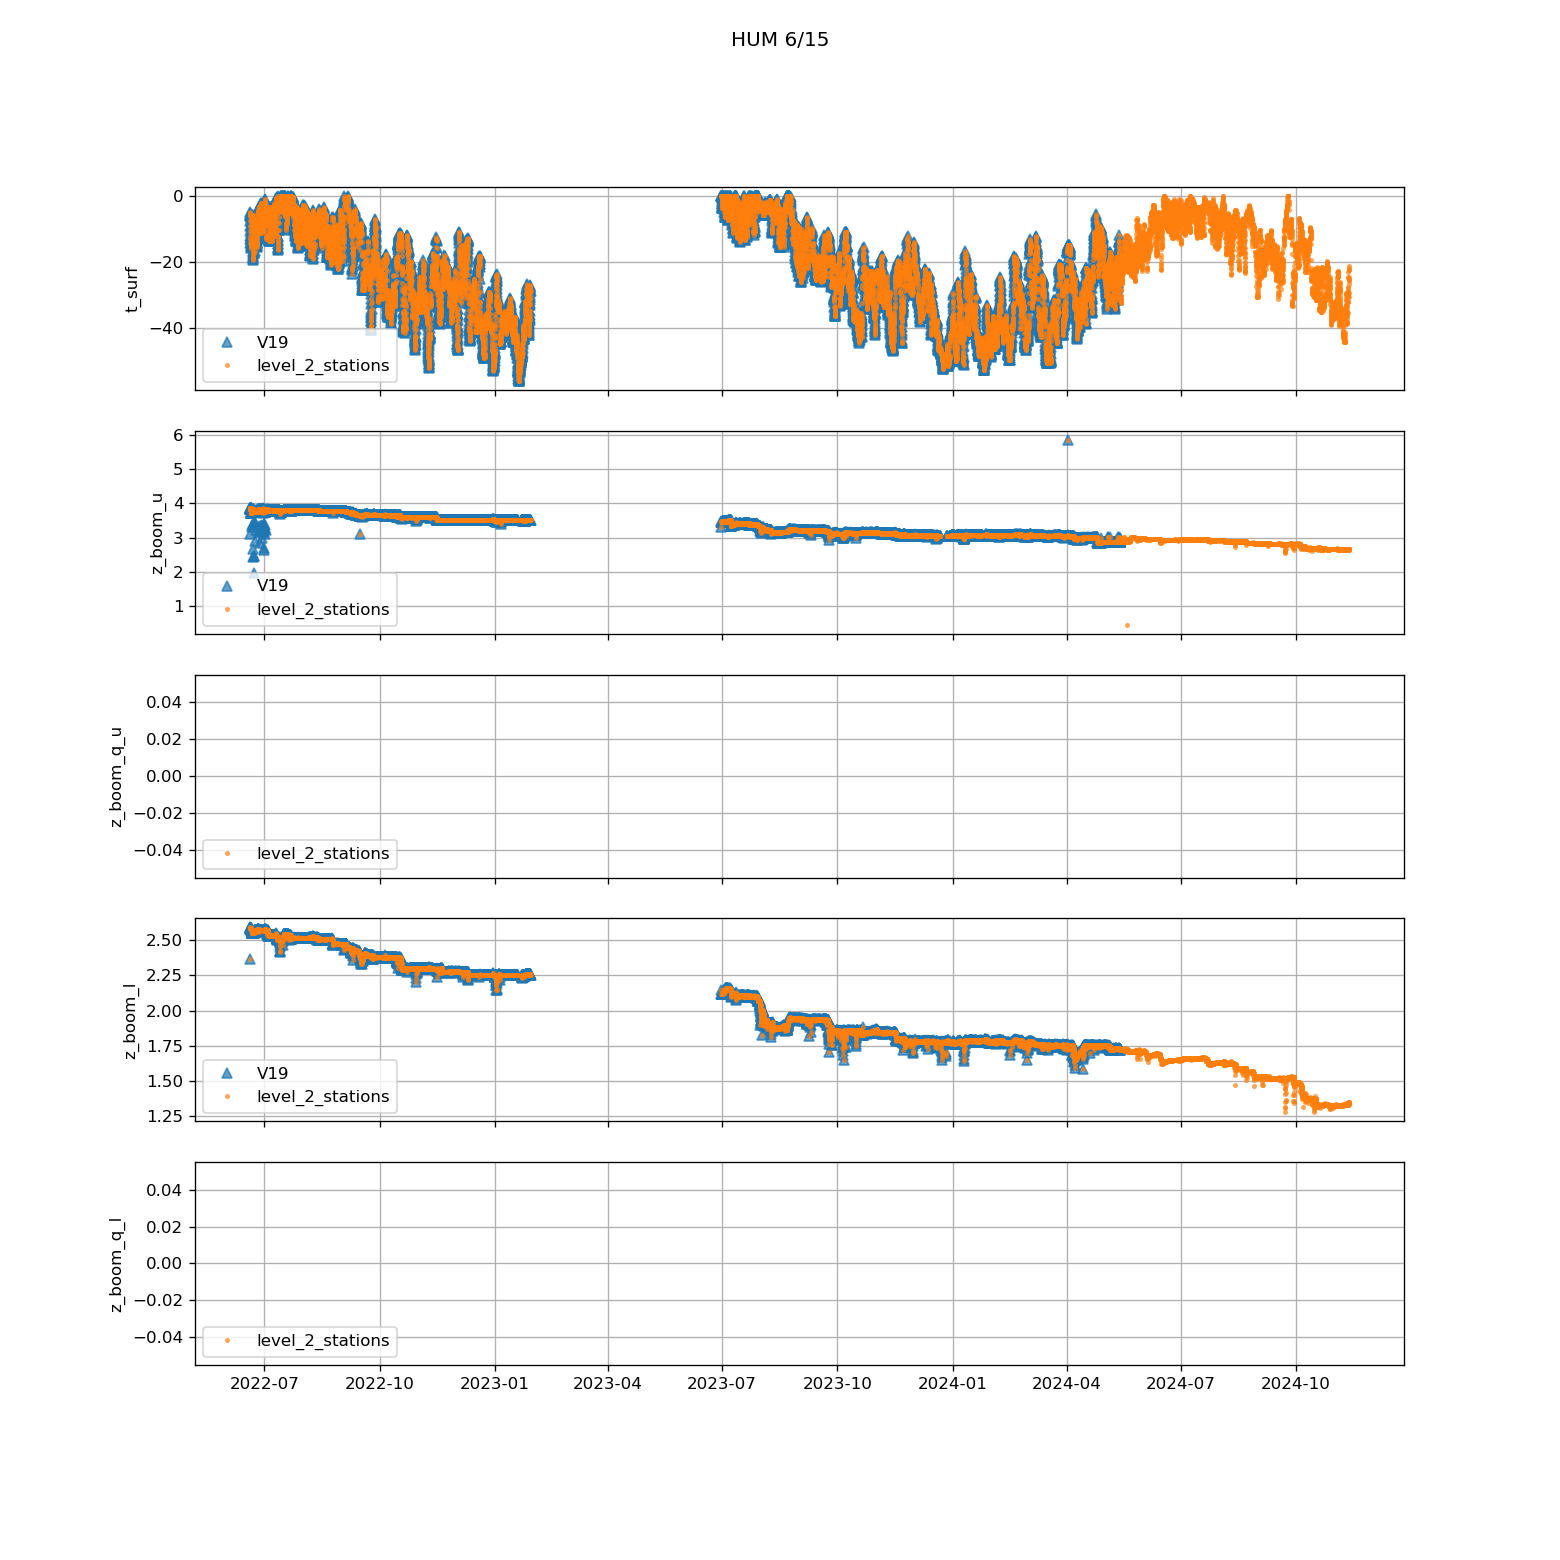 HUM 6/15
0
−20
−40
t_surf
V19
level_2_stations
6
5
4
3
2
1
z_boom_u
V19
level_2_stations
0.04
0.02
0.00
−0.02
−0.04
z_boom_q_u
level_2_stations
2.50
2.25
2.00
1.75
1.50
1.25
z_boom_l
V19
level_2_stations
0.04
0.02
0.00
−0.02
−0.04
z_boom_q_l
level_2_stations
2022-07 2022-10 2023-01 2023-04 2023-07 2023-10 2024-01 2024-04 2024-07 2024-10